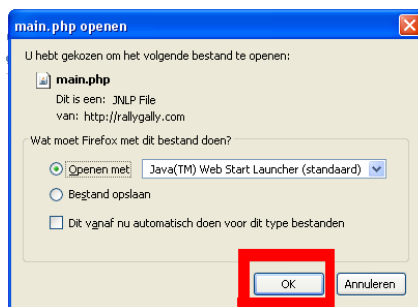 main.php openen
U hebt gekozen om het volgende bestand te openen:
main.php
Dit is een: JNLP File
van: http://rallygally.com
Wat moet Firefox met dit bestand doen?
Openen met Java(TM) Web Start Launcher (standaard)
Bestand opslaan
Dit vanaf nu automatisch doen voor dit type bestanden
OK Annuleren